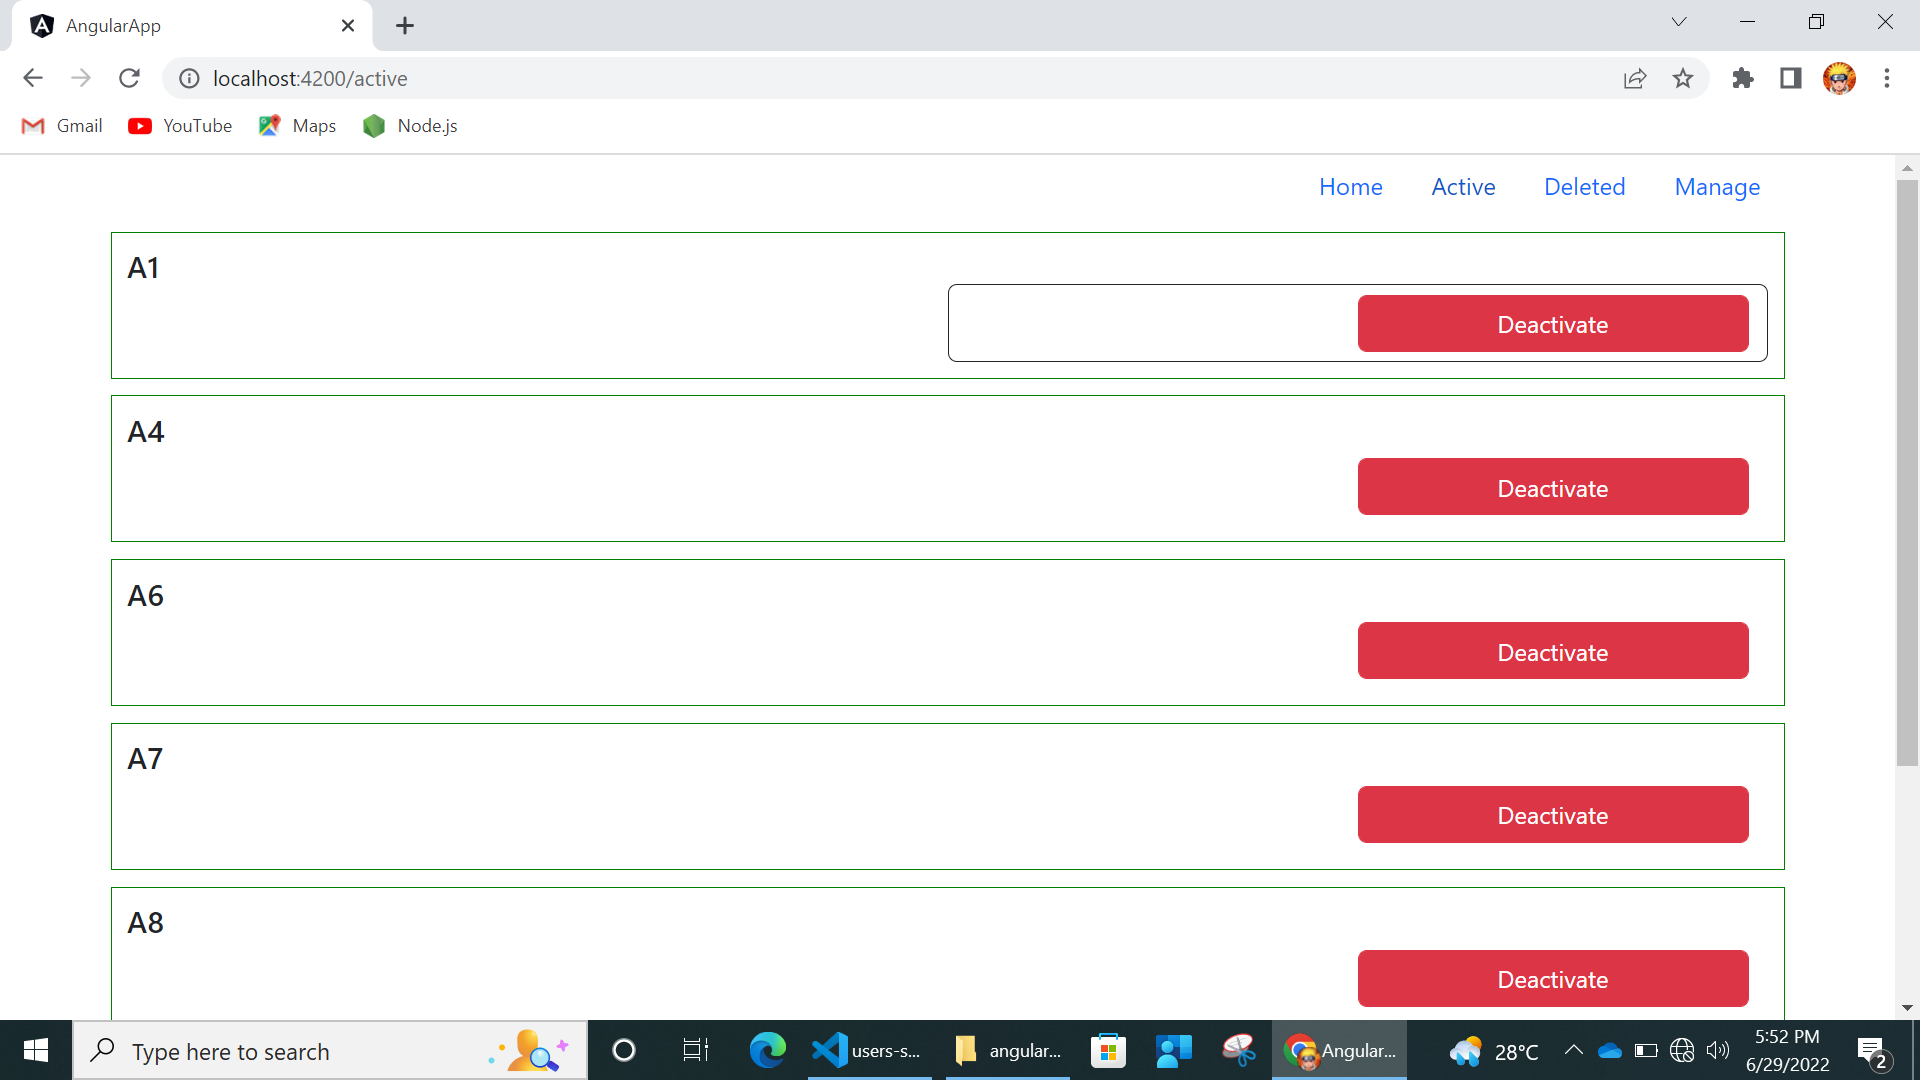 AngularApp
localhost:4200/active
Gmail YouTube Maps Node.js
Home Active Deleted Manage
A1
Deactivate
A4
Deactivate
A6
Deactivate
A7
Deactivate
A8
Deactivate
Type here to search
users-s...
angular...
Angular...
28°C
5:52 PM
6/29/2022
2